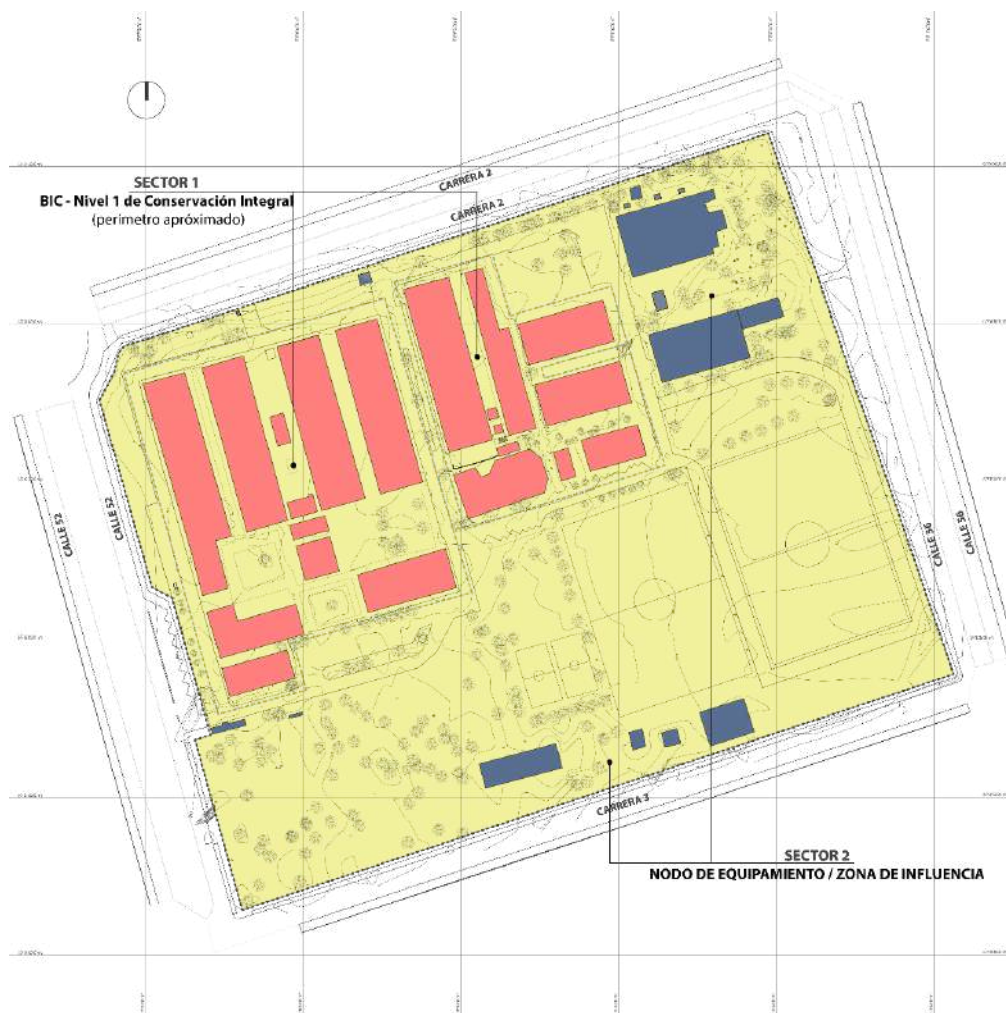 CARRERA 2
SECTOR 1
BIC - Nivel 1 de Conservación Integral
(perimetro apróximado)
CARRERA 2
CALLE 52
CALLE 52
CALLE 56
CALLE 56
CARRERA 3
SECTOR 2
NODO DE EQUIPAMIENTO / ZONA DE INFLUENCIA